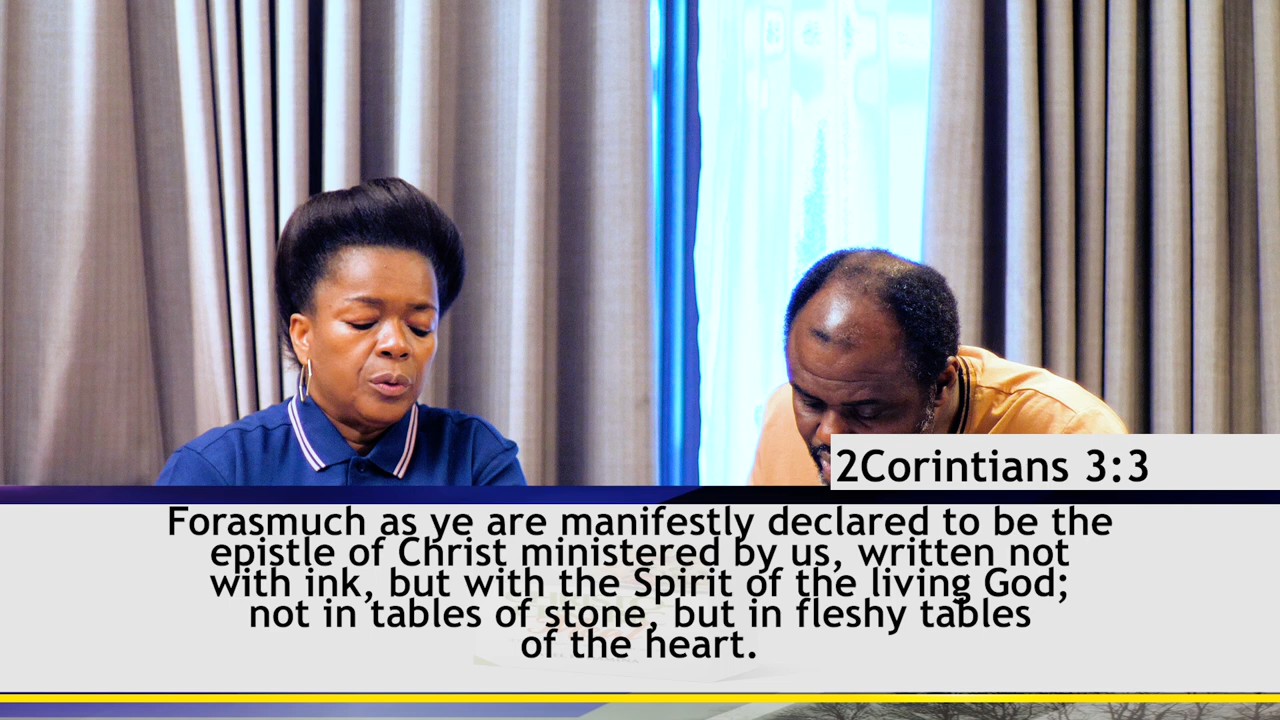 2Corintians 3:3
Forasmuch as ye are manifestly declared to be the
epistle of Christ ministered by us, written not
with ink, but with the Spirit of the living God;
not in tables of stone, but in fleshy tables
of the heart.